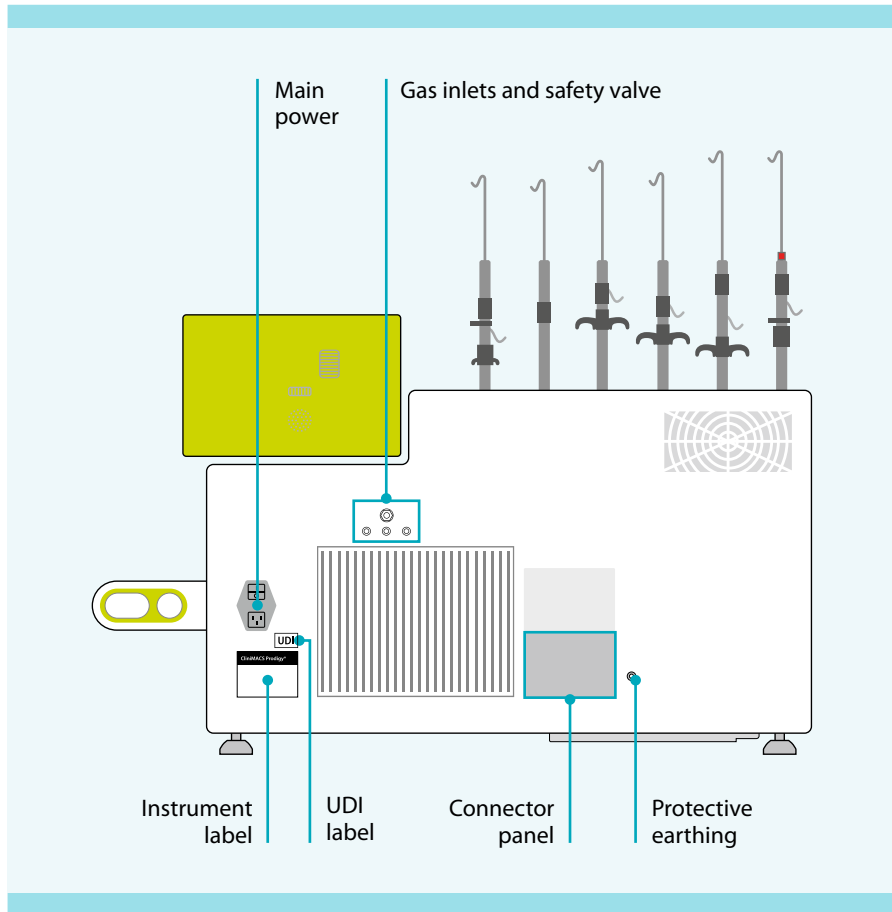 Main
power
Gas inlets and safety valve
UDI
CliniMACS Prodigy®
Instrument
label
UDI
label
Connector
panel
Protective
earthing